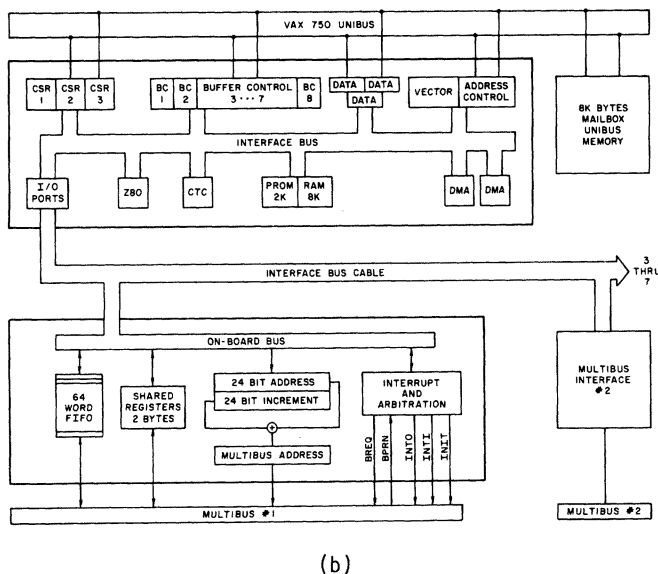 VAX 750 UNIBUS
CSR 1
CSR 2
CSR 3
BC 1
BC 2
BUFFER CONTROL
3 ··· 7
BC 8
DATA
DATA
DATA
VECTOR
ADDRESS CONTROL
8K BYTES
MAILBOX
UNIBUS
MEMORY
INTERFACE BUS
I/O
PORTS
Z80
CTC
PROM
2K
RAM
8K
DMA
DMA
INTERFACE BUS CABLE
3
THRU
7
ON-BOARD BUS
64
WORD
FIFO
SHARED
REGISTERS
2 BYTES
24 BIT ADDRESS
24 BIT INCREMENT
+
MULTIBUS ADDRESS
INTERRUPT
AND
ARBITRATION
BREQ
BPRN
INTO
INTI
INIT
MULTIBUS
INTERFACE
#2
MULTIBUS #1
MULTIBUS #2
(b)